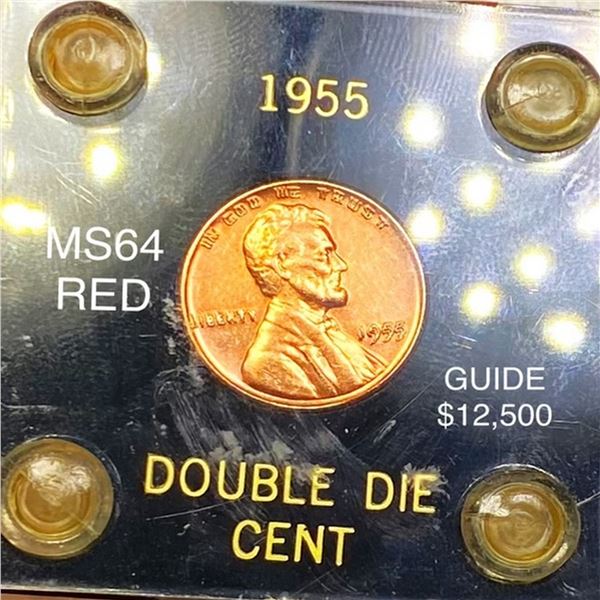 1955
IN GOD WE TRUST
MS64
RED
LIBERTY
1955
GUIDE
$12,500
DOUBLE DIE
CENT